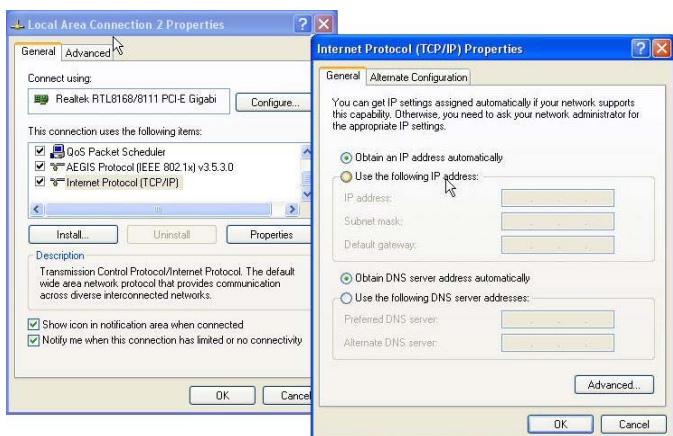 Local Area Connection 2 Properties
General
Advanced
Connect using:
Realtek RTL8168/8111 PCI-E Gigabi
Configure...
This connection uses the following items:
QoS Packet Scheduler
AEGIS Protocol (IEEE 802.1x) v3.5.3.0
Internet Protocol (TCP/IP)
Install...
Uninstall
Properties
Description
Transmission Control Protocol/Internet Protocol. The default
wide area network protocol that provides communication
across diverse interconnected networks.
Show icon in notification area when connected
Notify me when this connection has limited or no connectivity
OK
Cancel
Internet Protocol (TCP/IP) Properties
General
Alternate Configuration
You can get IP settings assigned automatically if your network supports
this capability. Otherwise, you need to ask your network administrator for
the appropriate IP settings.
Obtain an IP address automatically
Use the following IP address:
IP address:
Subnet mask:
Default gateway:
Obtain DNS server address automatically
Use the following DNS server addresses:
Preferred DNS server:
Alternate DNS server:
Advanced...
OK
Cancel